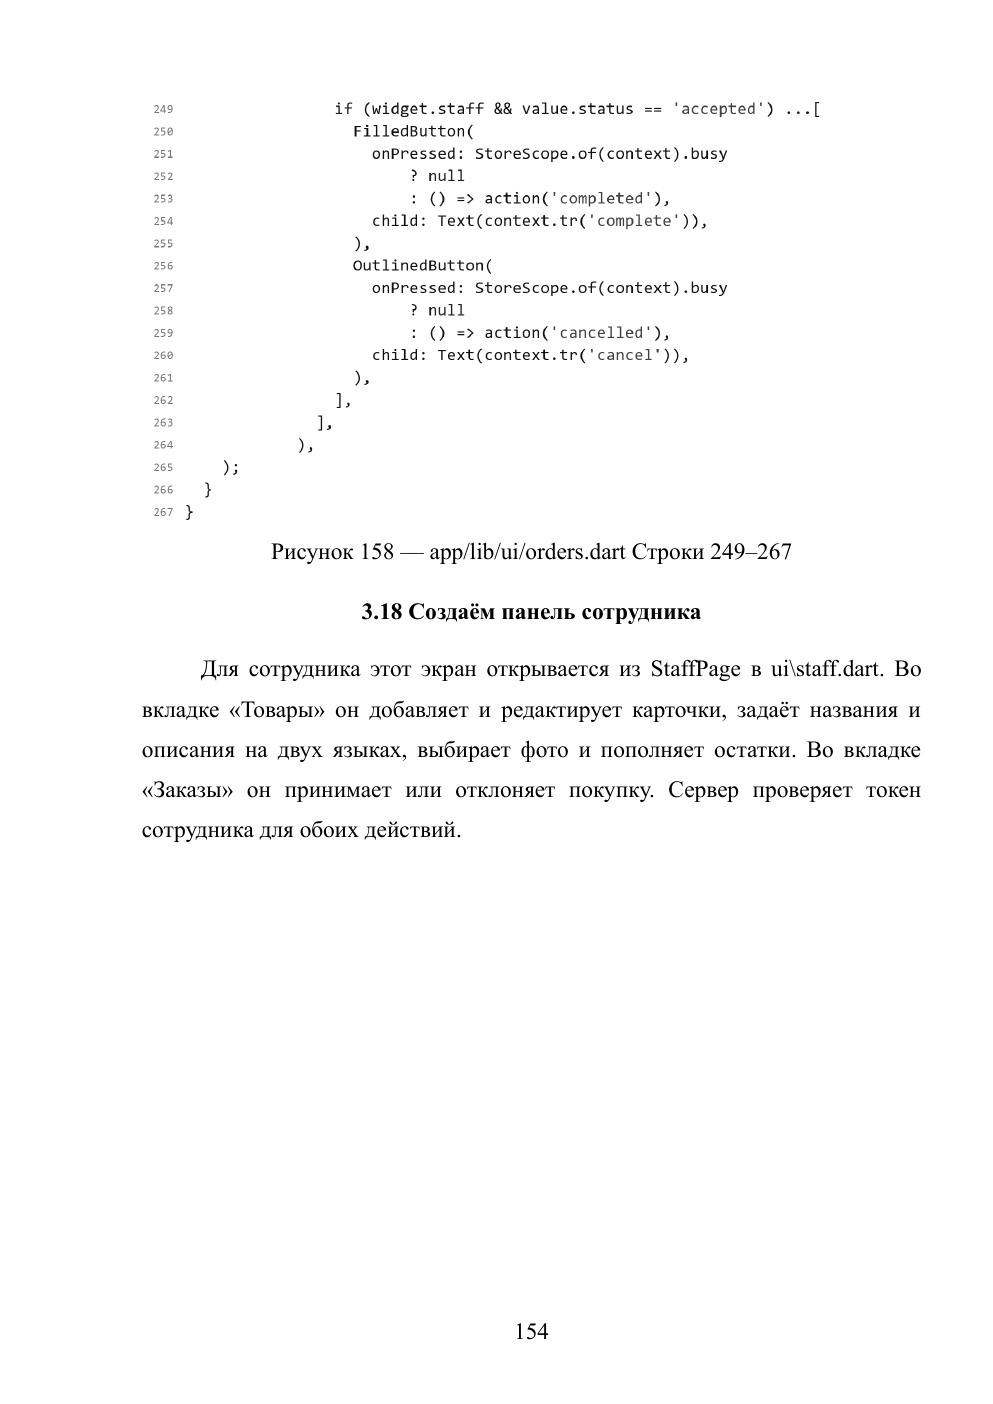 249 if (widget.staff && value.status == 'accepted') ...[
250 FilledButton(
251 onPressed: StoreScope.of(context).busy
252 ? null
253 : () => action('completed'),
254 child: Text(context.tr('complete')),
255 ),
256 OutlinedButton(
257 onPressed: StoreScope.of(context).busy
258 ? null
259 : () => action('cancelled'),
260 child: Text(context.tr('cancel')),
261 ),
262 ],
263 ],
264 ),
265 );
266 }
267 }
Рисунок 158 — app/lib/ui/orders.dart Строки 249–267
3.18 Создаём панель сотрудника
Для сотрудника этот экран открывается из StaffPage в ui\staff.dart. Во
вкладке «Товары» он добавляет и редактирует карточки, задаёт названия и
описания на двух языках, выбирает фото и пополняет остатки. Во вкладке
«Заказы» он принимает или отклоняет покупку. Сервер проверяет токен
сотрудника для обоих действий.
154